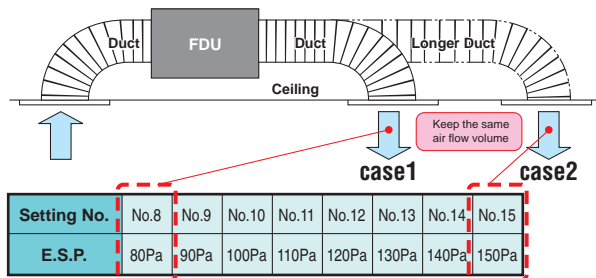 Duct FDU Duct Longer Duct
Ceiling
Keep the same
air flow volume
case1 case2
Setting No. No.8 No.9 No.10 No.11 No.12 No.13 No.14 No.15
E.S.P. 80Pa 90Pa 100Pa 110Pa 120Pa 130Pa 140Pa 150Pa